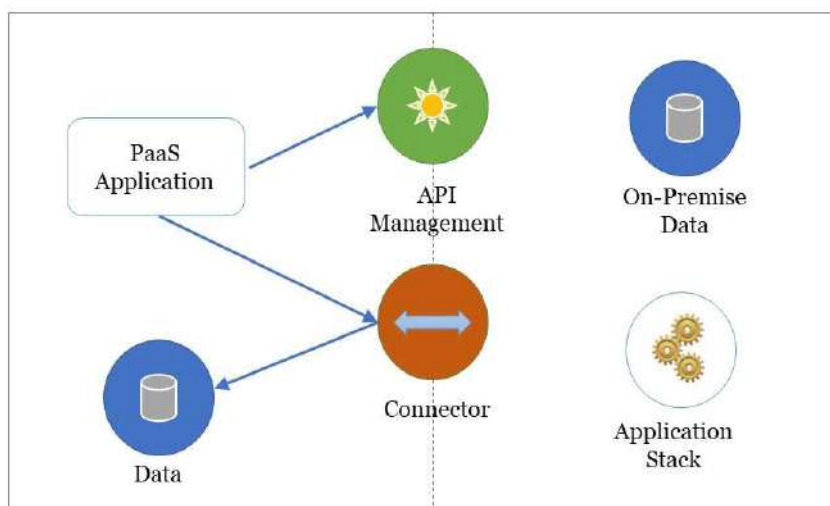 PaaS
Application
API
Management
On-Premise
Data
Connector
Application
Stack
Data